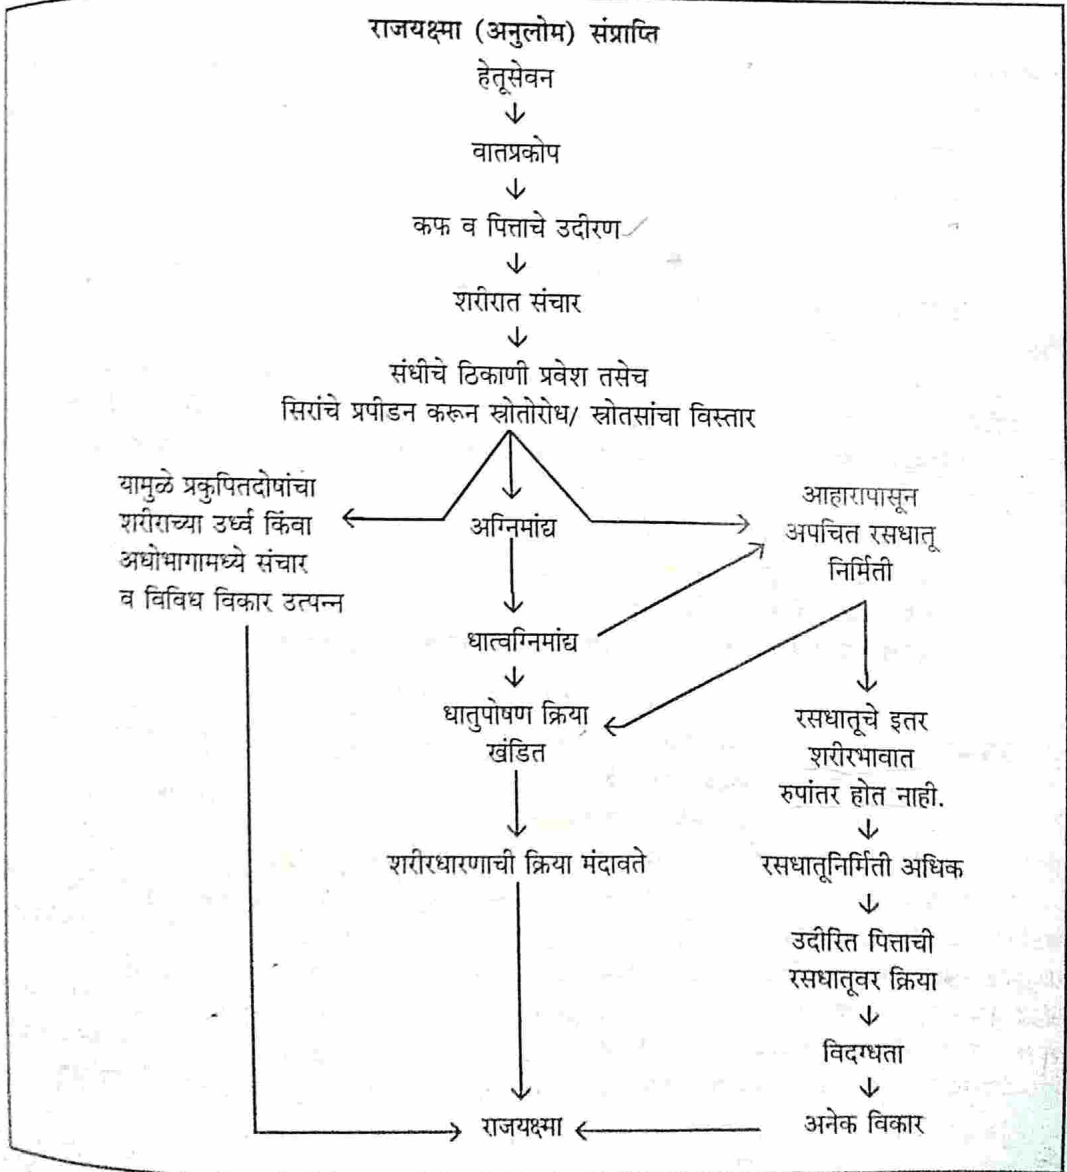 राजयक्ष्मा (अनुलोम) संप्राप्ति
हेतूसेवन
वातप्रकोप
कफ व पित्ताचे उदीरण
शरीरात संचार
संधीचे ठिकाणी प्रवेश तसेच
सिरांचे प्रपीडन करून स्रोतोरोध/ स्रोतसांचा विस्तार
यामुळे प्रकुपितदोषांचा
शरीराच्या उर्ध्व किंवा
अधोभागामध्ये संचार
व विविध विकार उत्पन्न
अग्निमांद्य
धात्वग्निमांद्य
धातुपोषण क्रिया
खंडित
शरीरधारणाची क्रिया मंदावते
आहारापासून
अपचित रसधातू
निर्मिती
रसधातूचे इतर
शरीरभावात
रुपांतर होत नाही.
रसधातूनिर्मिती अधिक
उदीरित पित्ताची
रसधातूवर क्रिया
विदग्धता
अनेक विकार
राजयक्ष्मा